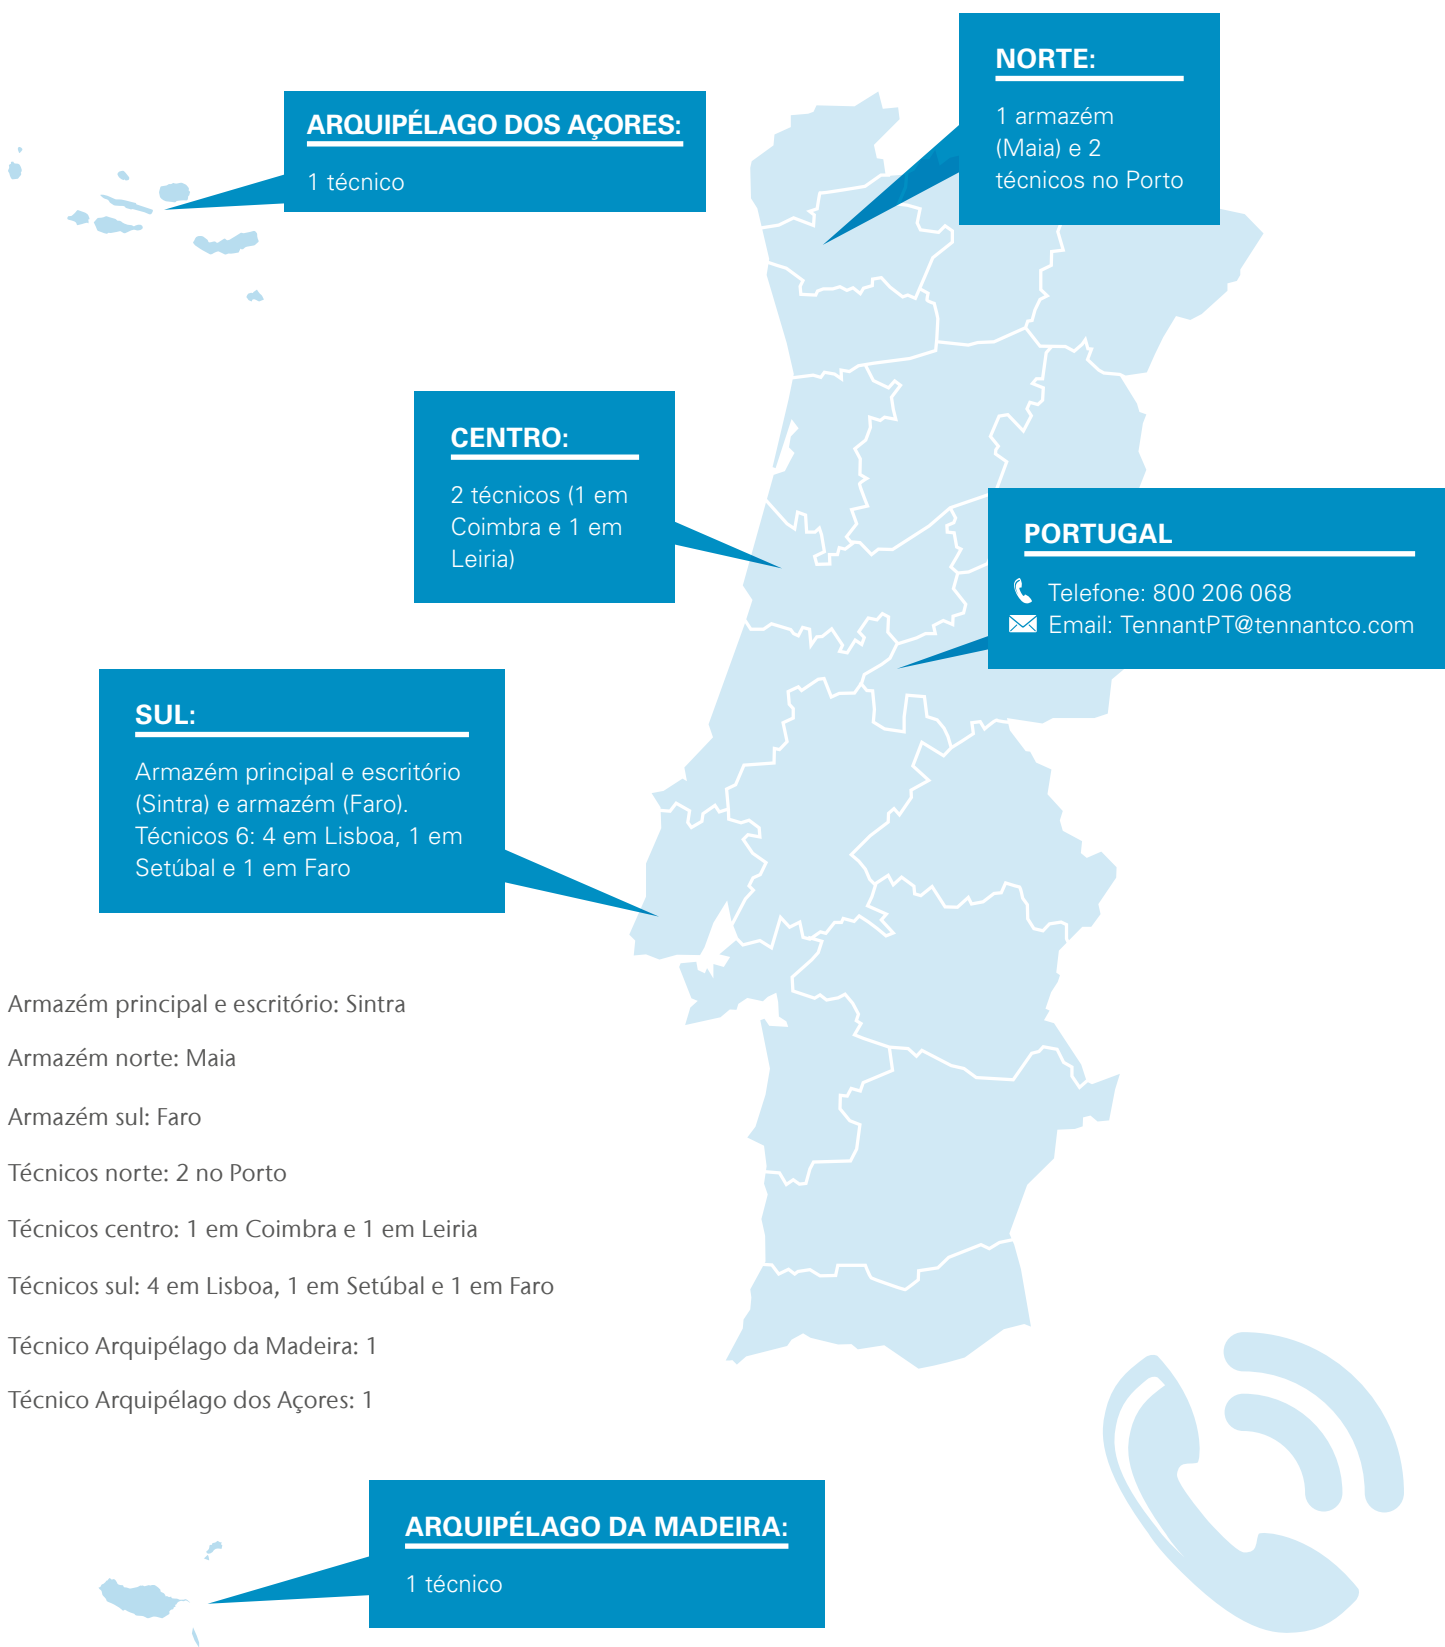 NORTE:
1 armazém
(Maia) e 2
técnicos no Porto
ARQUIPÉLAGO DOS AÇORES:
1 técnico
CENTRO:
2 técnicos (1 em
Coimbra e 1 em
Leiria)
PORTUGAL
Telefone: 800 206 068
Email: TennantPT@tennantco.com
SUL:
Armazém principal e escritório
(Sintra) e armazém (Faro).
Técnicos 6: 4 em Lisboa, 1 em
Setúbal e 1 em Faro
Armazém principal e escritório: Sintra
Armazém norte: Maia
Armazém sul: Faro
Técnicos norte: 2 no Porto
Técnicos centro: 1 em Coimbra e 1 em Leiria
Técnicos sul: 4 em Lisboa, 1 em Setúbal e 1 em Faro
Técnico Arquipélago da Madeira: 1
Técnico Arquipélago dos Açores: 1
ARQUIPÉLAGO DA MADEIRA:
1 técnico